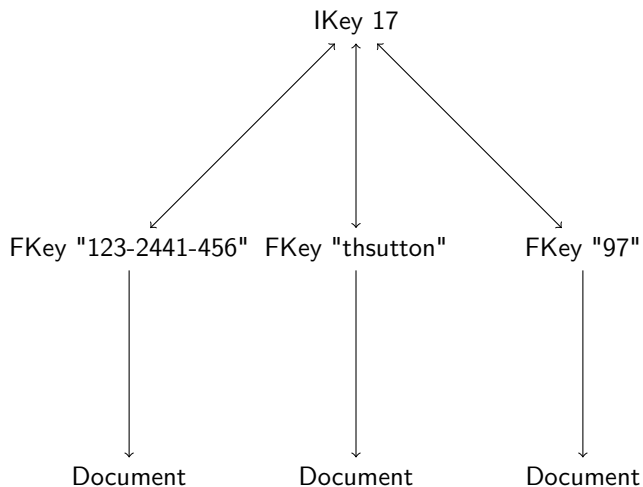 IKey 17
FKey "123-2441-456" FKey "thsutton" FKey "97"
Document Document Document